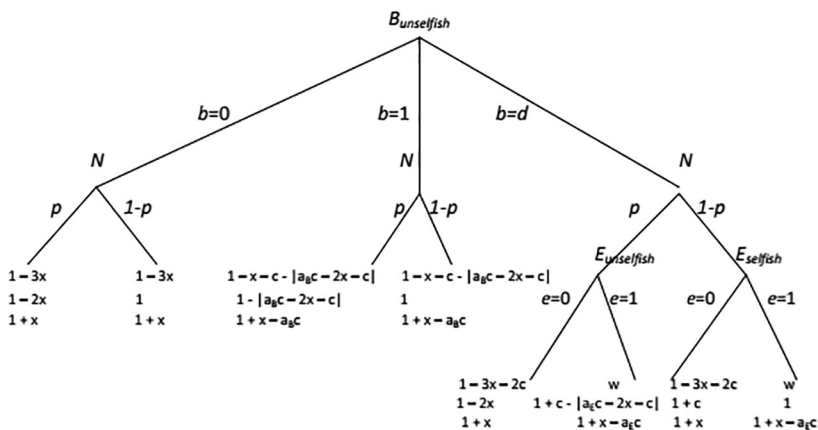 B_unselfish
b=0
b=1
b=d
N
N
N
p
1-p
p
1-p
p
1-p
E_unselfish
E_selfish
1 – 3x
1 – 2x
1 + x
1 – 3x
1
1 + x
1 – x – c - |a_Bc – 2x – c|
1 - |a_Bc – 2x – c|
1 + x – a_Bc
1 – x – c - |a_Bc – 2x – c|
1
1 + x – a_Bc
e=0
e=1
e=0
e=1
1 – 3x – 2c
1 – 2x
1 + x
w
1 + c - |a_Ec – 2x – c|
1 + x – a_Ec
1 – 3x – 2c
1 + c
1 + x
w
1
1 + x – a_Ec